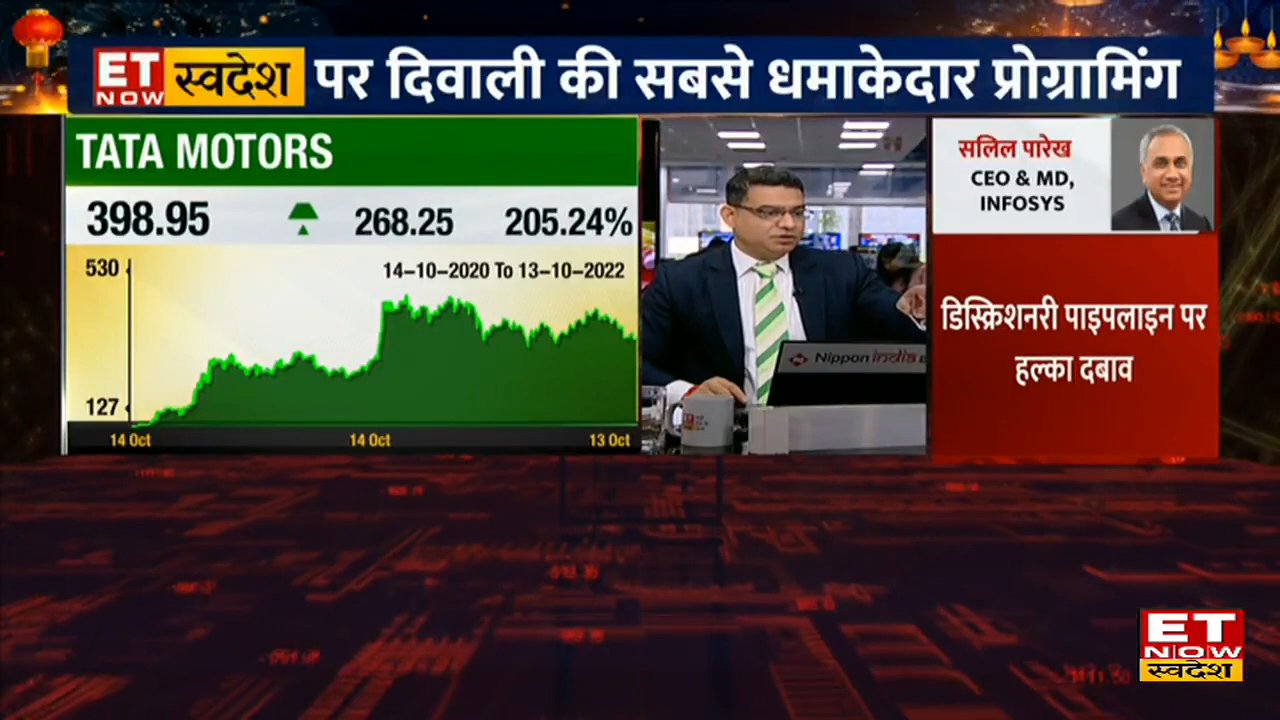 ET NOW स्वदेश पर दिवाली की सबसे धमाकेदार प्रोग्रामिंग
TATA MOTORS
398.95 268.25 205.24%
14-10-2020 To 13-10-2022
530
127
14 Oct 14 Oct 13 Oct
Nippon india
सलिल पारेख
CEO & MD,
INFOSYS
डिस्क्रिशनरी पाइपलाइन पर
हल्का दबाव
ET
NOW
स्वदेश